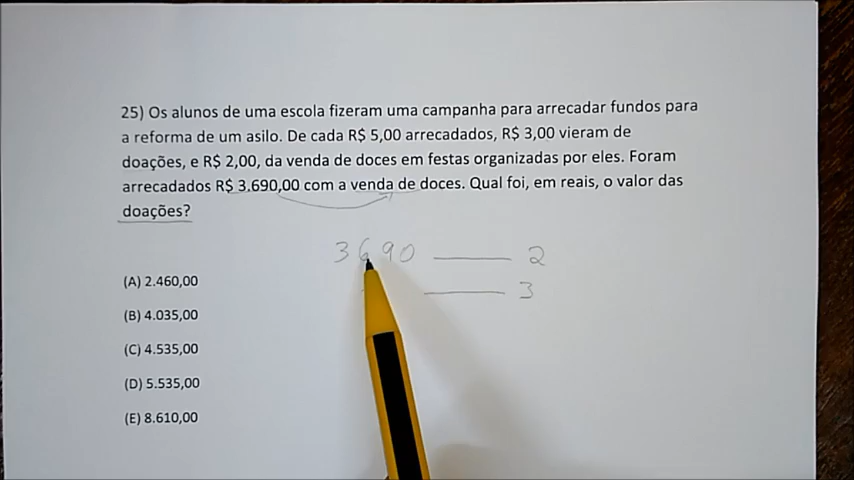 25) Os alunos de uma escola fizeram uma campanha para arrecadar fundos para
a reforma de um asilo. De cada R$ 5,00 arrecadados, R$ 3,00 vieram de
doações, e R$ 2,00, da venda de doces em festas organizadas por eles. Foram
arrecadados R$ 3.690,00 com a venda de doces. Qual foi, em reais, o valor das
doações?
3690 ——— 2
——— 3
(A) 2.460,00
(B) 4.035,00
(C) 4.535,00
(D) 5.535,00
(E) 8.610,00